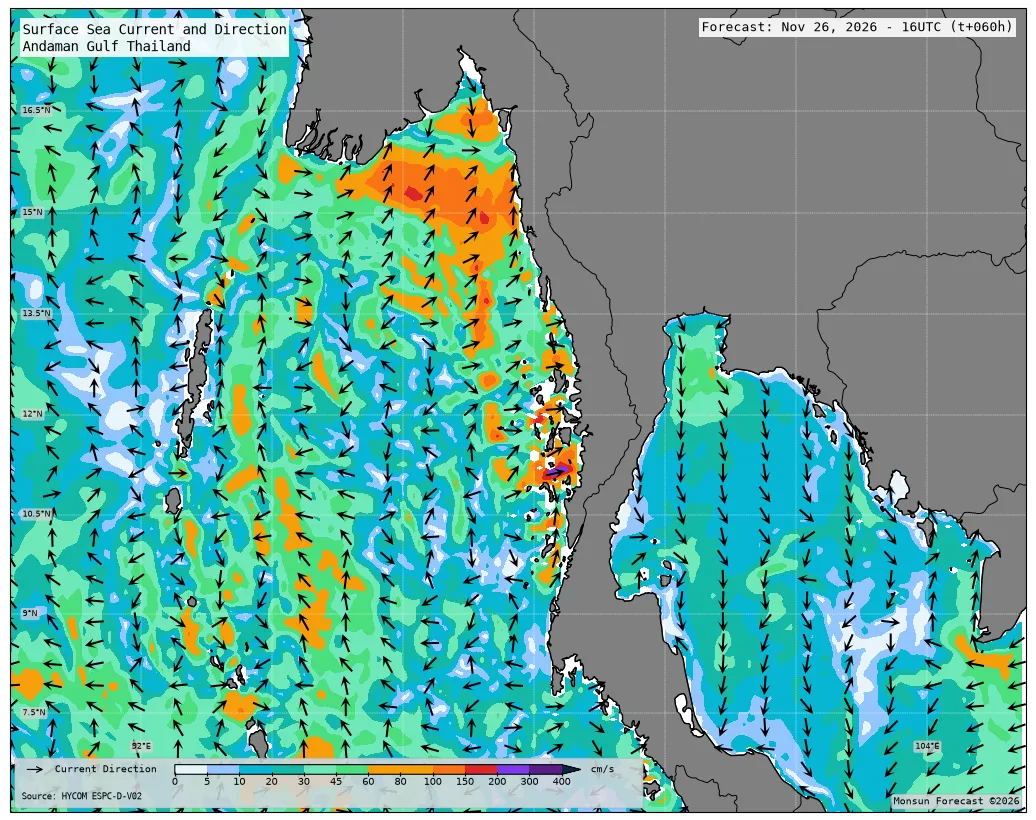 Surface Sea Current and Direction
Andaman Gulf Thailand
Forecast: Nov 26, 2026 - 16UTC (t+060h)
16.5°N
15°N
13.5°N
12°N
10.5°N
9°N
7.5°N
92°E
104°E
Current Direction
cm/s
0 5 10 20 30 45 60 80 100 150 200 300 400
Source: HYCOM ESPC-D-V02
Monsun Forecast ©2026